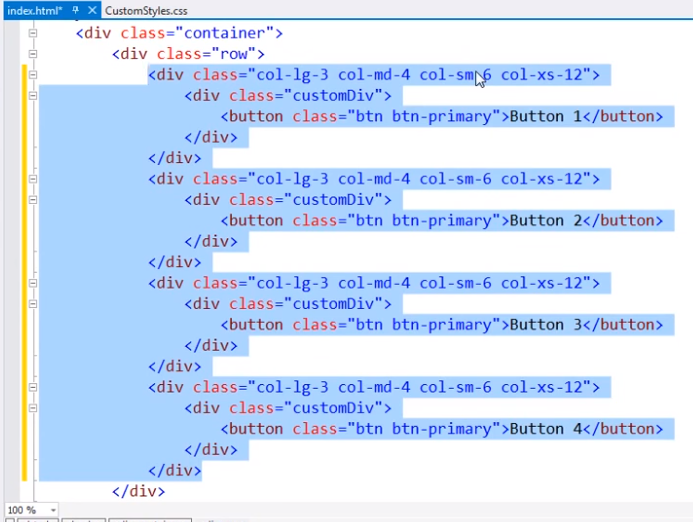 index.html*
CustomStyles.css
<div class="container">
<div class="row">
<div class="col-lg-3 col-md-4 col-sm-6 col-xs-12">
<div class="customDiv">
<button class="btn btn-primary">Button 1</button>
</div>
</div>
<div class="col-lg-3 col-md-4 col-sm-6 col-xs-12">
<div class="customDiv">
<button class="btn btn-primary">Button 2</button>
</div>
</div>
<div class="col-lg-3 col-md-4 col-sm-6 col-xs-12">
<div class="customDiv">
<button class="btn btn-primary">Button 3</button>
</div>
</div>
<div class="col-lg-3 col-md-4 col-sm-6 col-xs-12">
<div class="customDiv">
<button class="btn btn-primary">Button 4</button>
</div>
</div>
</div>
100 %